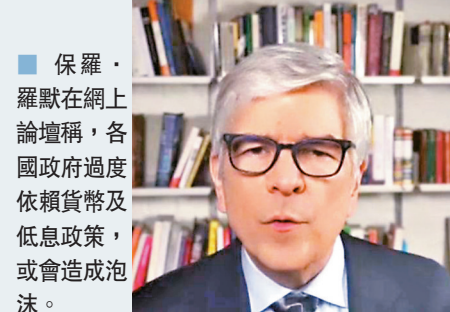 ■ 保羅・
羅默在網上
論壇稱，各
國政府過度
依賴貨幣及
低息政策，
或會造成泡
沫。